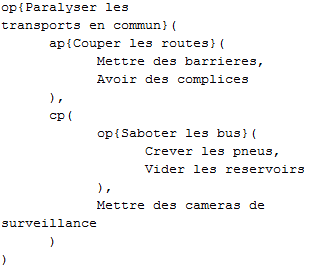 op{Paralyser les
transports en commun}(
      ap{Couper les routes}(
            Mettre des barrieres,
            Avoir des complices
      ),
      cp(
            op{Saboter les bus}(
                  Crever les pneus,
                  Vider les reservoirs
            ),
            Mettre des cameras de
surveillance
      )
)